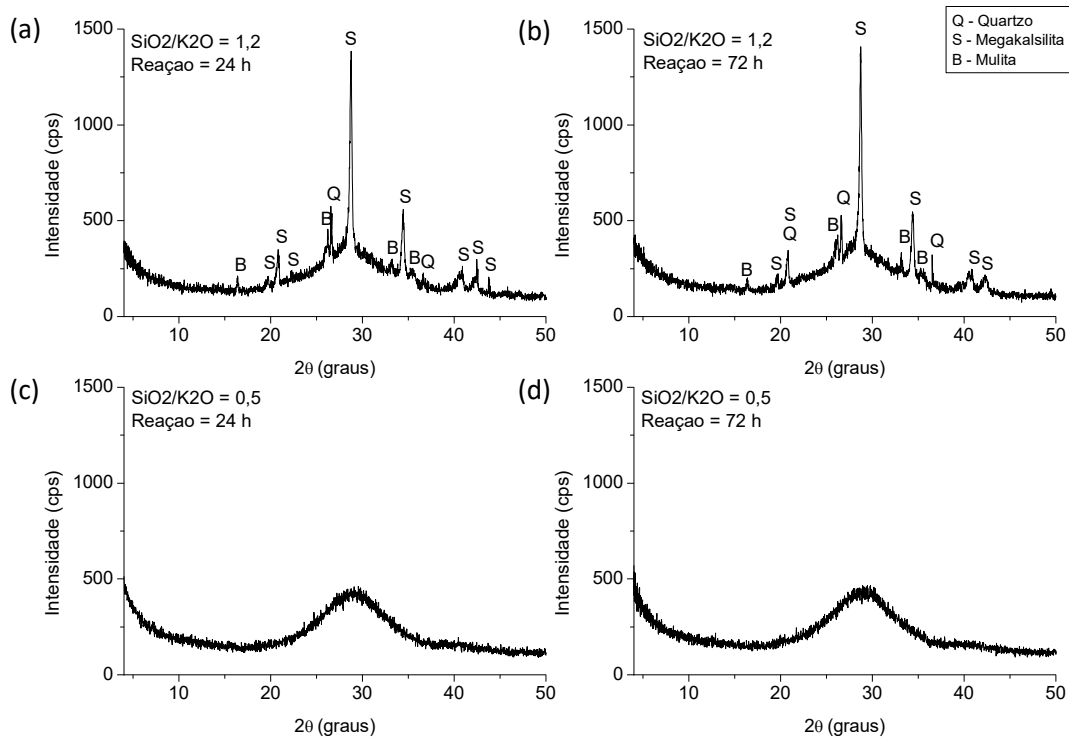 (a)
SiO2/K2O = 1,2
Reaçao = 24 h
Intensidade (cps)
1500
1000
500
0
B
S
S
S
B
Q
S
B
S
B
Q
S
S
S
10
20
30
40
50
2θ (graus)
(b)
SiO2/K2O = 1,2
Reaçao = 72 h
Intensidade (cps)
1500
1000
500
0
B
S
S
Q
B
Q
S
B
S
B
Q
S
S
10
20
30
40
50
2θ (graus)
Q - Quartzo
S - Megakalsilita
B - Mulita
(c)
SiO2/K2O = 0,5
Reaçao = 24 h
Intensidade (cps)
1500
1000
500
0
10
20
30
40
50
2θ (graus)
(d)
SiO2/K2O = 0,5
Reaçao = 72 h
Intensidade (cps)
1500
1000
500
0
10
20
30
40
50
2θ (graus)